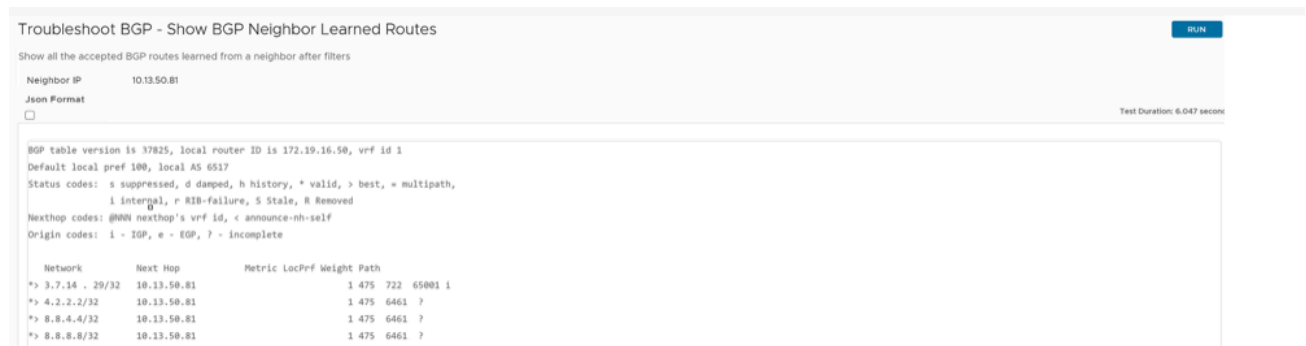 Troubleshoot BGP - Show BGP Neighbor Learned Routes
RUN
Show all the accepted BGP routes learned from a neighbor after filters
Neighbor IP 10.13.50.81
Json Format
Test Duration: 6.047 secon
BGP table version is 37825, local router ID is 172.19.16.50, vrf id 1
Default local pref 100, local AS 6517
Status codes: s suppressed, d damped, h history, * valid, > best, = multipath,
i internal, r RIB-failure, S Stale, R Removed
Nexthop codes: @NNN nexthop's vrf id, < announce-nh-self
Origin codes: i - IGP, e - EGP, ? - incomplete
Network Next Hop Metric LocPrf Weight Path
*> 3.7.14 . 29/32 10.13.50.81 1 475 722 65001 i
*> 4.2.2.2/32 10.13.50.81 1 475 6461 ?
*> 8.8.4.4/32 10.13.50.81 1 475 6461 ?
*> 8.8.8.8/32 10.13.50.81 1 475 6461 ?